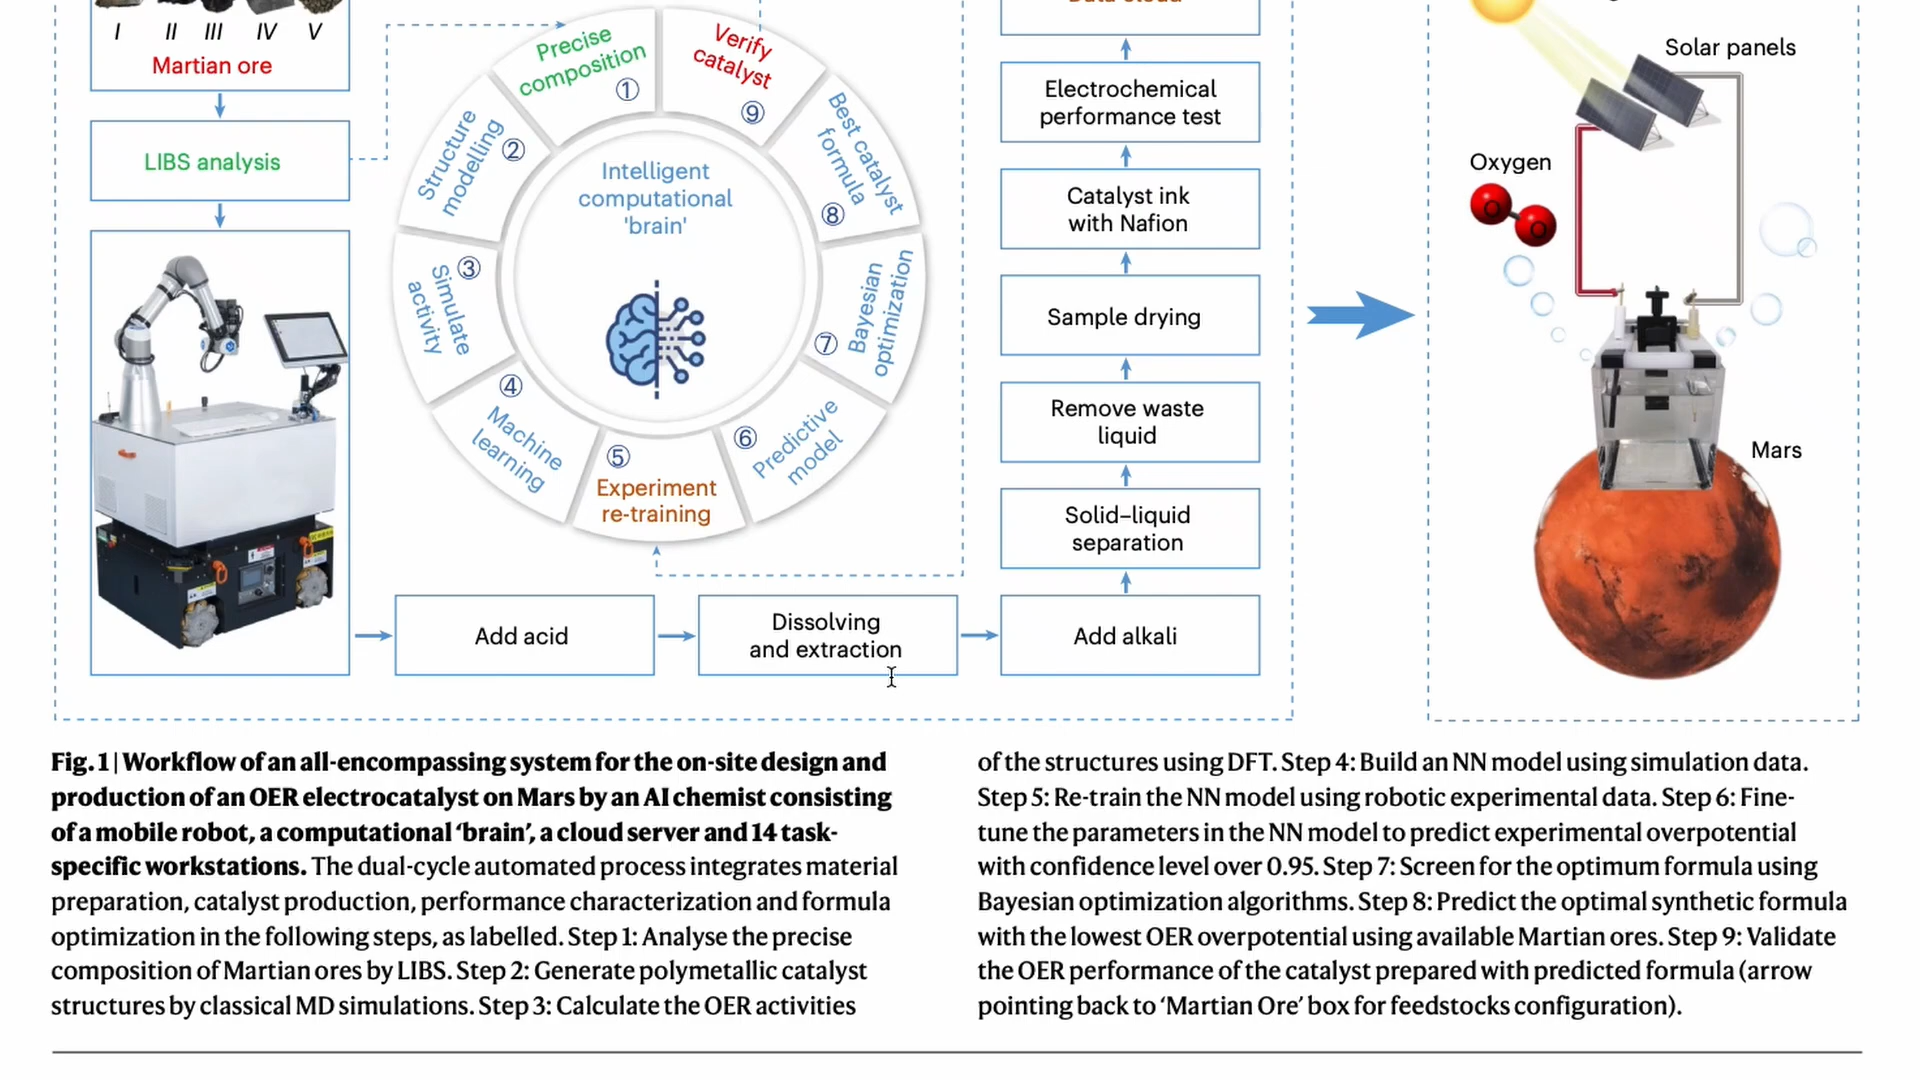 I II III IV V
Martian ore
LIBS analysis
Precise
composition
①
Verify
catalyst
⑨
Structure
modelling
②
Best catalyst
formula
⑧
Simulate
activity
③
Bayesian
optimization
⑦
Machine
learning
④
Experiment
re-training
⑤
Predictive
model
⑥
Intelligent
computational
'brain'
Add acid
Dissolving
and extraction
Add alkali
Solid–liquid
separation
Remove waste
liquid
Sample drying
Catalyst ink
with Nafion
Electrochemical
performance test
Data cloud
Solar panels
Oxygen
O O
Mars
Fig. 1 | Workflow of an all-encompassing system for the on-site design and
production of an OER electrocatalyst on Mars by an AI chemist consisting
of a mobile robot, a computational ‘brain’, a cloud server and 14 task-
specific workstations. The dual-cycle automated process integrates material
preparation, catalyst production, performance characterization and formula
optimization in the following steps, as labelled. Step 1: Analyse the precise
composition of Martian ores by LIBS. Step 2: Generate polymetallic catalyst
structures by classical MD simulations. Step 3: Calculate the OER activities
of the structures using DFT. Step 4: Build an NN model using simulation data.
Step 5: Re-train the NN model using robotic experimental data. Step 6: Fine-
tune the parameters in the NN model to predict experimental overpotential
with confidence level over 0.95. Step 7: Screen for the optimum formula using
Bayesian optimization algorithms. Step 8: Predict the optimal synthetic formula
with the lowest OER overpotential using available Martian ores. Step 9: Validate
the OER performance of the catalyst prepared with predicted formula (arrow
pointing back to ‘Martian Ore’ box for feedstocks configuration).